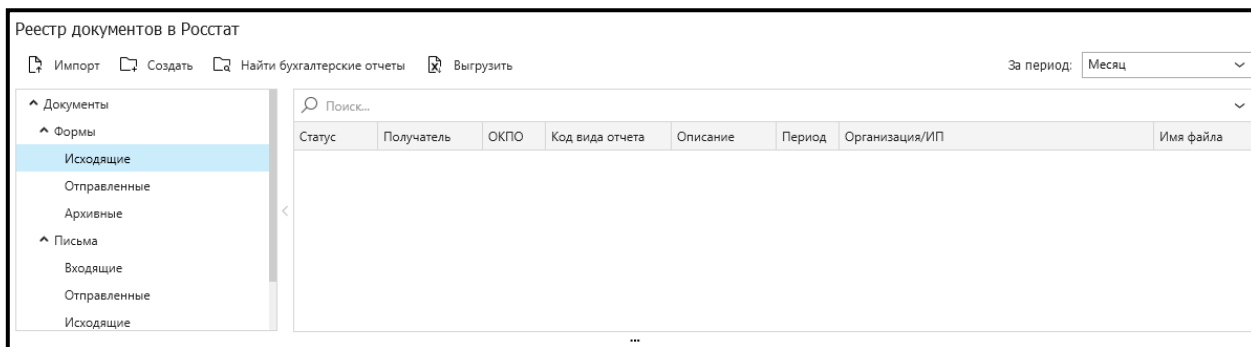 Реестр документов в Росстат
Импорт Создать Найти бухгалтерские отчеты Выгрузить За период: Месяц
Документы
Формы
Исходящие
Отправленные
Архивные
Письма
Входящие
Отправленные
Исходящие
Поиск...
Статус Получатель ОКПО Код вида отчета Описание Период Организация/ИП Имя файла
...